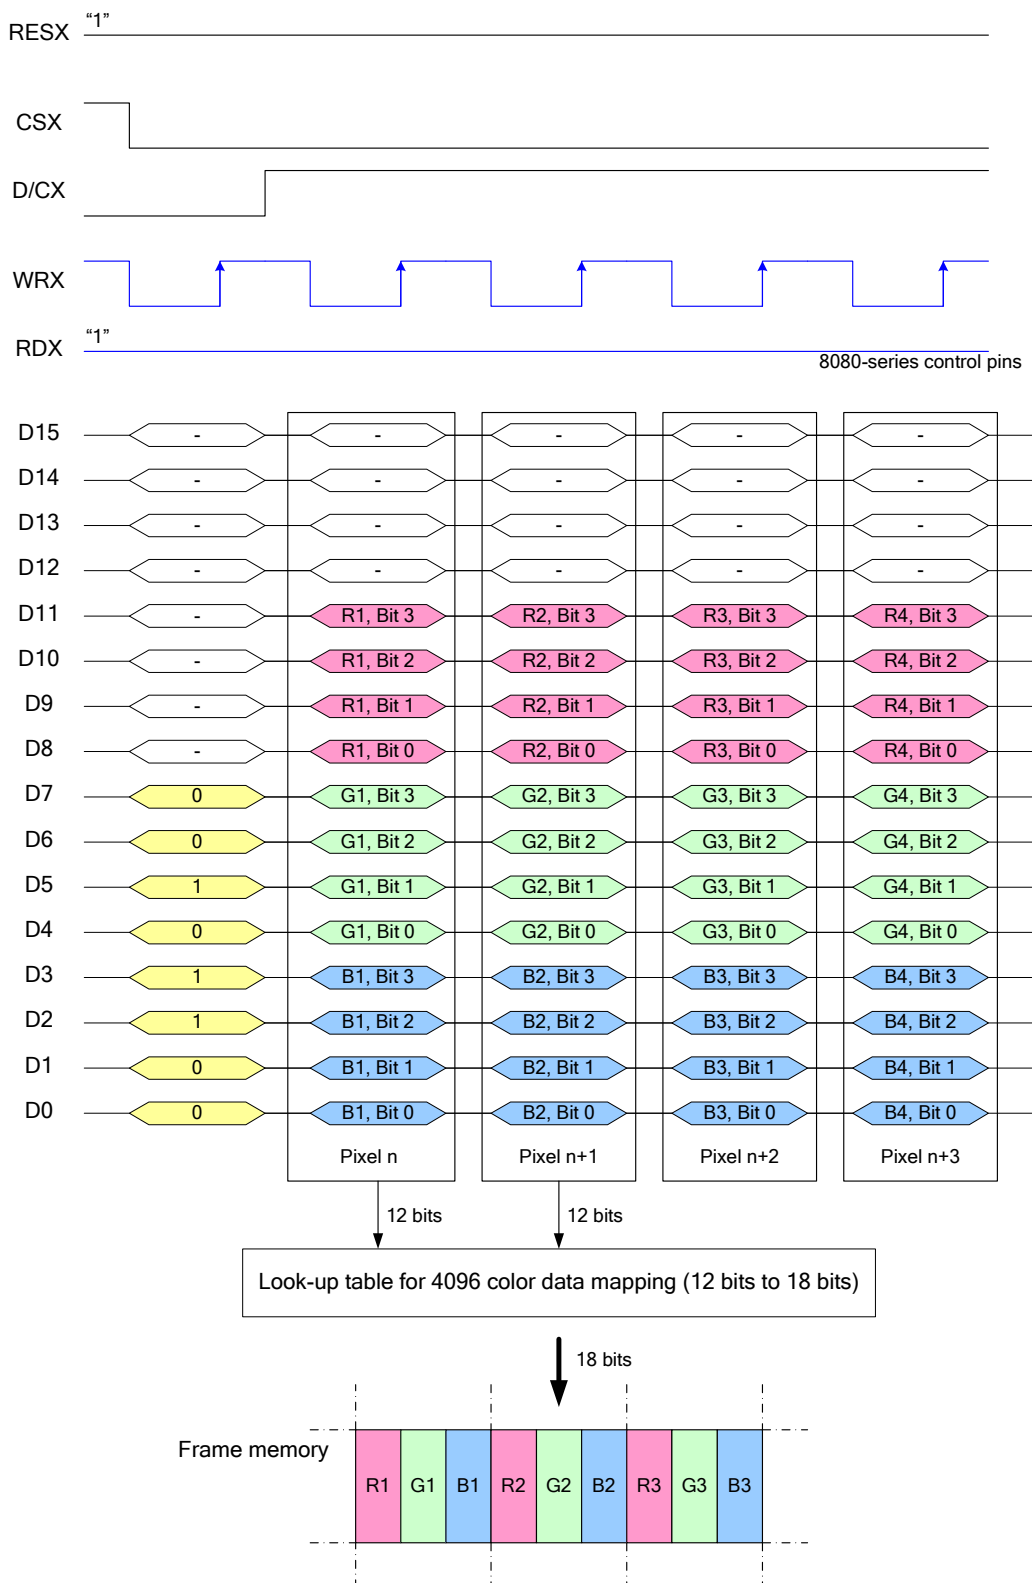 RESX “1”
CSX
D/CX
WRX
RDX “1”
8080-series control pins
D15 - - - - -
D14 - - - - -
D13 - - - - -
D12 - - - - -
D11 - R1, Bit 3 R2, Bit 3 R3, Bit 3 R4, Bit 3
D10 - R1, Bit 2 R2, Bit 2 R3, Bit 2 R4, Bit 2
D9 - R1, Bit 1 R2, Bit 1 R3, Bit 1 R4, Bit 1
D8 - R1, Bit 0 R2, Bit 0 R3, Bit 0 R4, Bit 0
D7 0 G1, Bit 3 G2, Bit 3 G3, Bit 3 G4, Bit 3
D6 0 G1, Bit 2 G2, Bit 2 G3, Bit 2 G4, Bit 2
D5 1 G1, Bit 1 G2, Bit 1 G3, Bit 1 G4, Bit 1
D4 0 G1, Bit 0 G2, Bit 0 G3, Bit 0 G4, Bit 0
D3 1 B1, Bit 3 B2, Bit 3 B3, Bit 3 B4, Bit 3
D2 1 B1, Bit 2 B2, Bit 2 B3, Bit 2 B4, Bit 2
D1 0 B1, Bit 1 B2, Bit 1 B3, Bit 1 B4, Bit 1
D0 0 B1, Bit 0 B2, Bit 0 B3, Bit 0 B4, Bit 0
Pixel n Pixel n+1 Pixel n+2 Pixel n+3
12 bits 12 bits
Look-up table for 4096 color data mapping (12 bits to 18 bits)
18 bits
Frame memory
R1 G1 B1 R2 G2 B2 R3 G3 B3